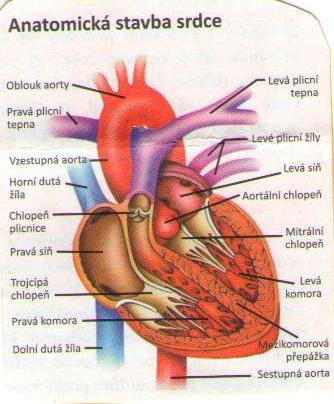 Anatomická stavba srdce
Oblouk aorty
Pravá plicní
tepna
Vzestupná aorta
Horní dutá
žíla
Chlopeň
plicnice
Pravá síň
Trojcípá
chlopeň
Pravá komora
Dolní dutá žíla
Levá plicní
tepna
Levé plicní žíly
Levá síň
Aortální chlopeň
Mitrální
chlopeň
Levá
komora
Mezikomorová
přepážka
Sestupná aorta